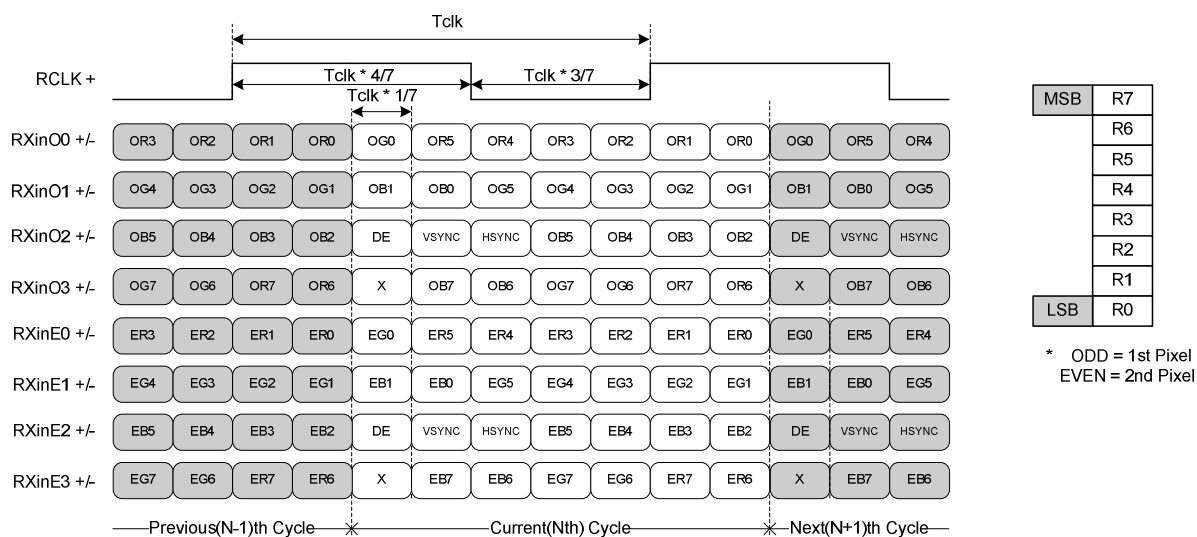 Tclk
RCLK +
Tclk * 4/7
Tclk * 3/7
Tclk * 1/7
RXinO0 +/- OR3 OR2 OR1 OR0 OG0 OR5 OR4 OR3 OR2 OR1 OR0 OG0 OR5 OR4
RXinO1 +/- OG4 OG3 OG2 OG1 OB1 OB0 OG5 OG4 OG3 OG2 OG1 OB1 OB0 OG5
RXinO2 +/- OB5 OB4 OB3 OB2 DE VSYNC HSYNC OB5 OB4 OB3 OB2 DE VSYNC HSYNC
RXinO3 +/- OG7 OG6 OR7 OR6 X OB7 OB6 OG7 OG6 OR7 OR6 X OB7 OB6
RXinE0 +/- ER3 ER2 ER1 ER0 EG0 ER5 ER4 ER3 ER2 ER1 ER0 EG0 ER5 ER4
RXinE1 +/- EG4 EG3 EG2 EG1 EB1 EB0 EG5 EG4 EG3 EG2 EG1 EB1 EB0 EG5
RXinE2 +/- EB5 EB4 EB3 EB2 DE VSYNC HSYNC EB5 EB4 EB3 EB2 DE VSYNC HSYNC
RXinE3 +/- EG7 EG6 ER7 ER6 X EB7 EB6 EG7 EG6 ER7 ER6 X EB7 EB6
Previous(N-1)th Cycle Current(Nth) Cycle Next(N+1)th Cycle
MSB R7
R6
R5
R4
R3
R2
R1
LSB R0
* ODD = 1st Pixel
EVEN = 2nd Pixel